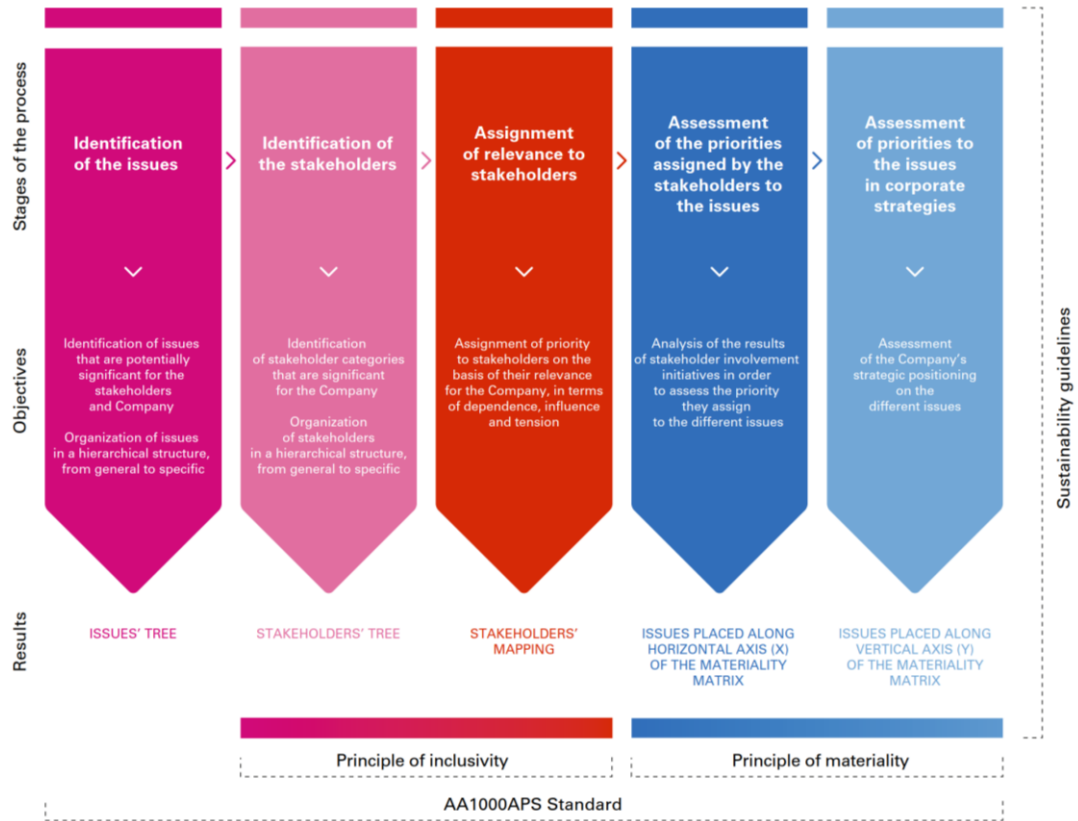 Stages of the process
Identification
of the issues
Identification of
the stakeholders
Assignment
of relevance to
stakeholders
Assessment
of the priorities
assigned by the
stakeholders to
the issues
Assessment
of priorities to
the issues
in corporate
strategies
Objectives
Identification of issues
that are potentially
significant for the
stakeholders
and Company
Organization of issues
in a hierarchical structure,
from general to specific
Identification
of stakeholder categories
that are significant
for the Company
Organization
of stakeholders
in a hierarchical structure,
from general to specific
Assignment of priority
to stakeholders on the
basis of their relevance
for the Company, in terms
of dependence, influence
and tension
Analysis of the results
of stakeholder involvement
initiatives in order
to assess the priority
they assign
to the different issues
Assessment
of the Company's
strategic positioning
on the
different issues
Results
ISSUES' TREE
STAKEHOLDERS' TREE
STAKEHOLDERS'
MAPPING
ISSUES PLACED ALONG
HORIZONTAL AXIS (X)
OF THE MATERIALITY
MATRIX
ISSUES PLACED ALONG
VERTICAL AXIS (Y)
OF THE MATERIALITY
MATRIX
Sustainability guidelines
Principle of inclusivity
Principle of materiality
AA1000APS Standard